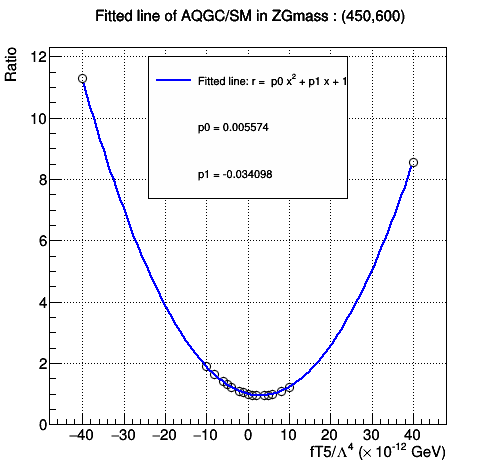 Fitted line of AQGC/SM in ZGmass : (450,600)
Ratio
12
10
8
6
4
2
0
Fitted line: r = p0 x² + p1 x + 1
p0 = 0.005574
p1 = -0.034098
−40 −30 −20 −10 0 10 20 30 40
fT5/Λ⁴ (× 10⁻¹² GeV)